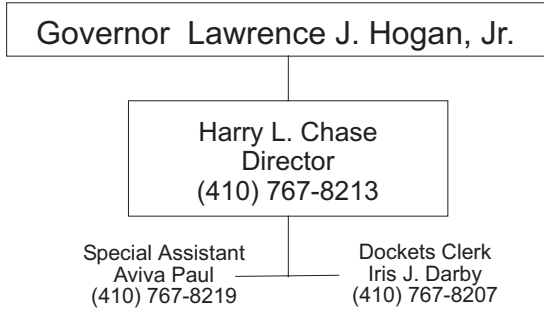 Governor Lawrence J. Hogan, Jr.
Harry L. Chase
Director
(410) 767-8213
Special Assistant
Aviva Paul
(410) 767-8219
Dockets Clerk
Iris J. Darby
(410) 767-8207